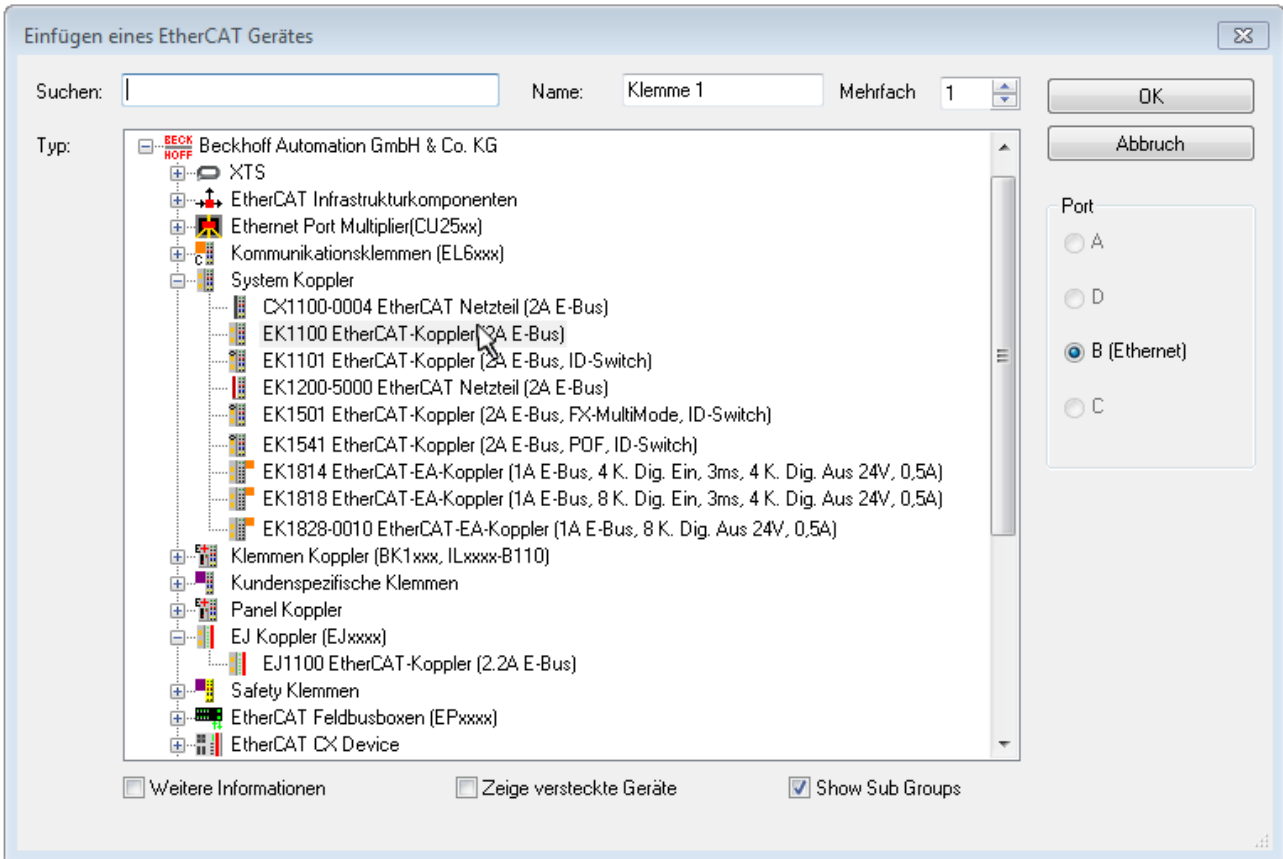 Einfügen eines EtherCAT Gerätes
Suchen: Name: Klemme 1 Mehrfach 1 OK
Typ: BECKHOFF Beckhoff Automation GmbH & Co. KG Abbruch
XTS
EtherCAT Infrastrukturkomponenten
Ethernet Port Multiplier(CU25xx)
Kommunikationsklemmen (EL6xxx)
System Koppler
CX1100-0004 EtherCAT Netzteil (2A E-Bus)
EK1100 EtherCAT-Koppler (2A E-Bus)
EK1101 EtherCAT-Koppler (2A E-Bus, ID-Switch)
EK1200-5000 EtherCAT Netzteil (2A E-Bus)
EK1501 EtherCAT-Koppler (2A E-Bus, FX-MultiMode, ID-Switch)
EK1541 EtherCAT-Koppler (2A E-Bus, POF, ID-Switch)
EK1814 EtherCAT-EA-Koppler (1A E-Bus, 4 K. Dig. Ein, 3ms, 4 K. Dig. Aus 24V, 0,5A)
EK1818 EtherCAT-EA-Koppler (1A E-Bus, 8 K. Dig. Ein, 3ms, 4 K. Dig. Aus 24V, 0,5A)
EK1828-0010 EtherCAT-EA-Koppler (1A E-Bus, 8 K. Dig. Aus 24V, 0,5A)
Klemmen Koppler (BK1xxx, ILxxxx-B110)
Kundenspezifische Klemmen
Panel Koppler
EJ Koppler (EJxxxx)
EJ1100 EtherCAT-Koppler (2.2A E-Bus)
Safety Klemmen
EtherCAT Feldbusboxen (EPxxxx)
EtherCAT CX Device
Port
A
D
B (Ethernet)
C
Weitere Informationen Zeige versteckte Geräte Show Sub Groups